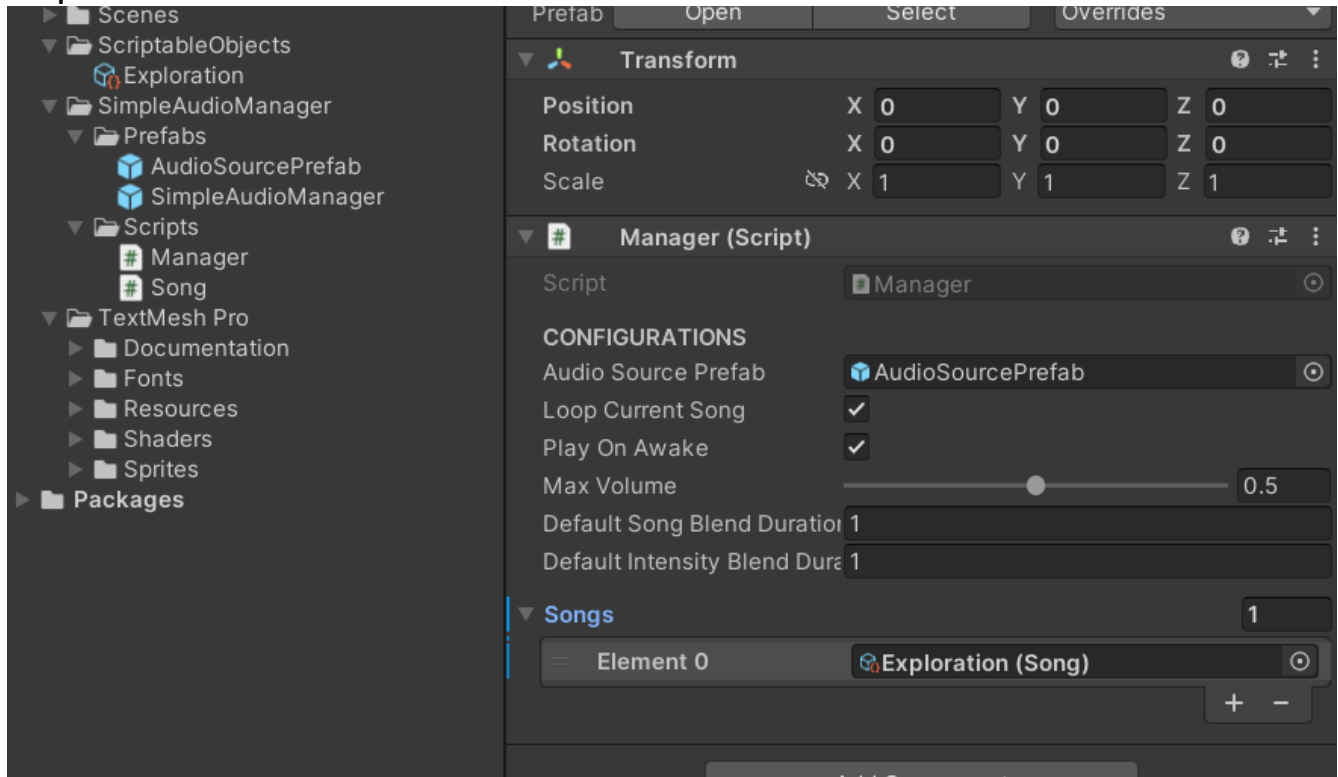 Scenes
ScriptableObjects
Exploration
SimpleAudioManager
Prefabs
AudioSourcePrefab
SimpleAudioManager
Scripts
# Manager
# Song
TextMesh Pro
Documentation
Fonts
Resources
Shaders
Sprites
Packages
Prefab Open Select Overrides
Transform
Position X 0 Y 0 Z 0
Rotation X 0 Y 0 Z 0
Scale X 1 Y 1 Z 1
# Manager (Script)
Script # Manager
CONFIGURATIONS
Audio Source Prefab AudioSourcePrefab
Loop Current Song
Play On Awake
Max Volume 0.5
Default Song Blend Duration 1
Default Intensity Blend Dura 1
Songs 1
Element 0 Exploration (Song)
+ −